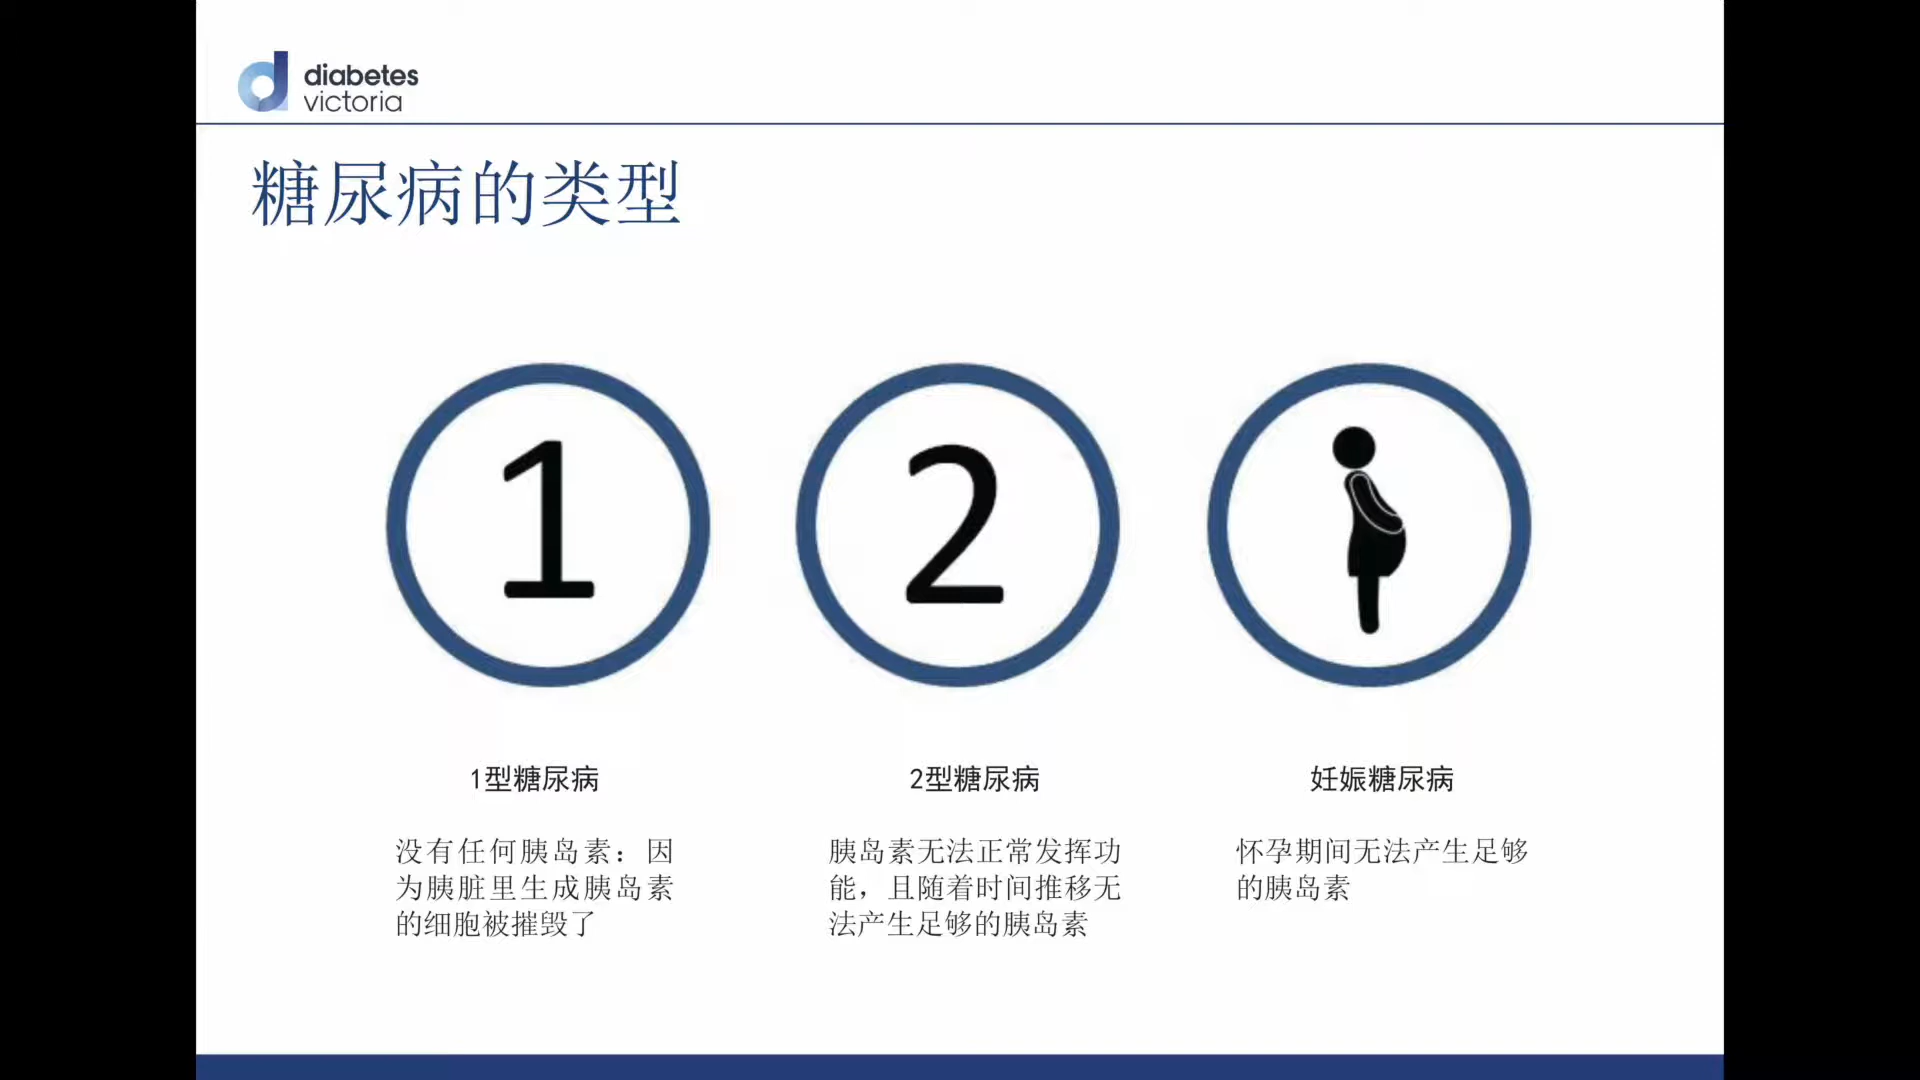 diabetes
victoria
糖尿病的类型
1
2
1型糖尿病
没有任何胰岛素：因
为胰脏里生成胰岛素
的细胞被摧毁了
2型糖尿病
胰岛素无法正常发挥功
能，且随着时间推移无
法产生足够的胰岛素
妊娠糖尿病
怀孕期间无法产生足够
的胰岛素